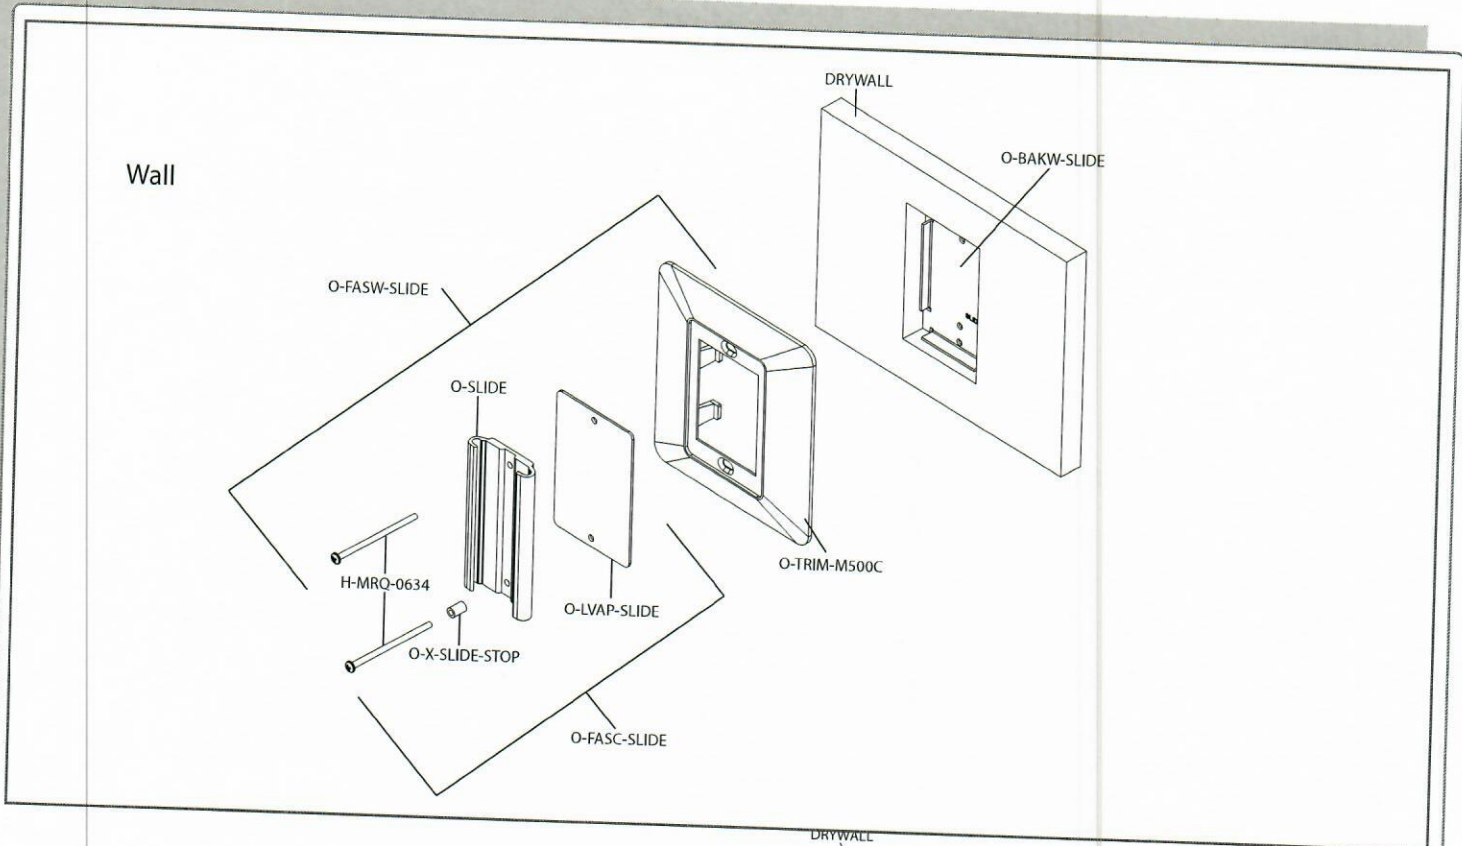 DRYWALL
O-BAKW-SLIDE
Wall
O-FASW-SLIDE
O-SLIDE
O-TRIM-M500C
H-MRQ-0634
O-LVAP-SLIDE
O-X-SLIDE-STOP
O-FASC-SLIDE
DRYWALL